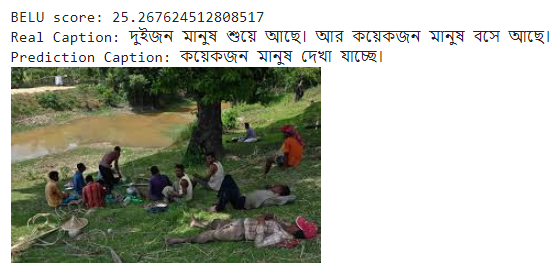 BELU score: 25.267624512808517
Real Caption: দুইজন মানুষ শুয়ে আছে। আর কয়েকজন মানুষ বসে আছে।
Prediction Caption: কয়েকজন মানুষ দেখা যাচ্ছে।